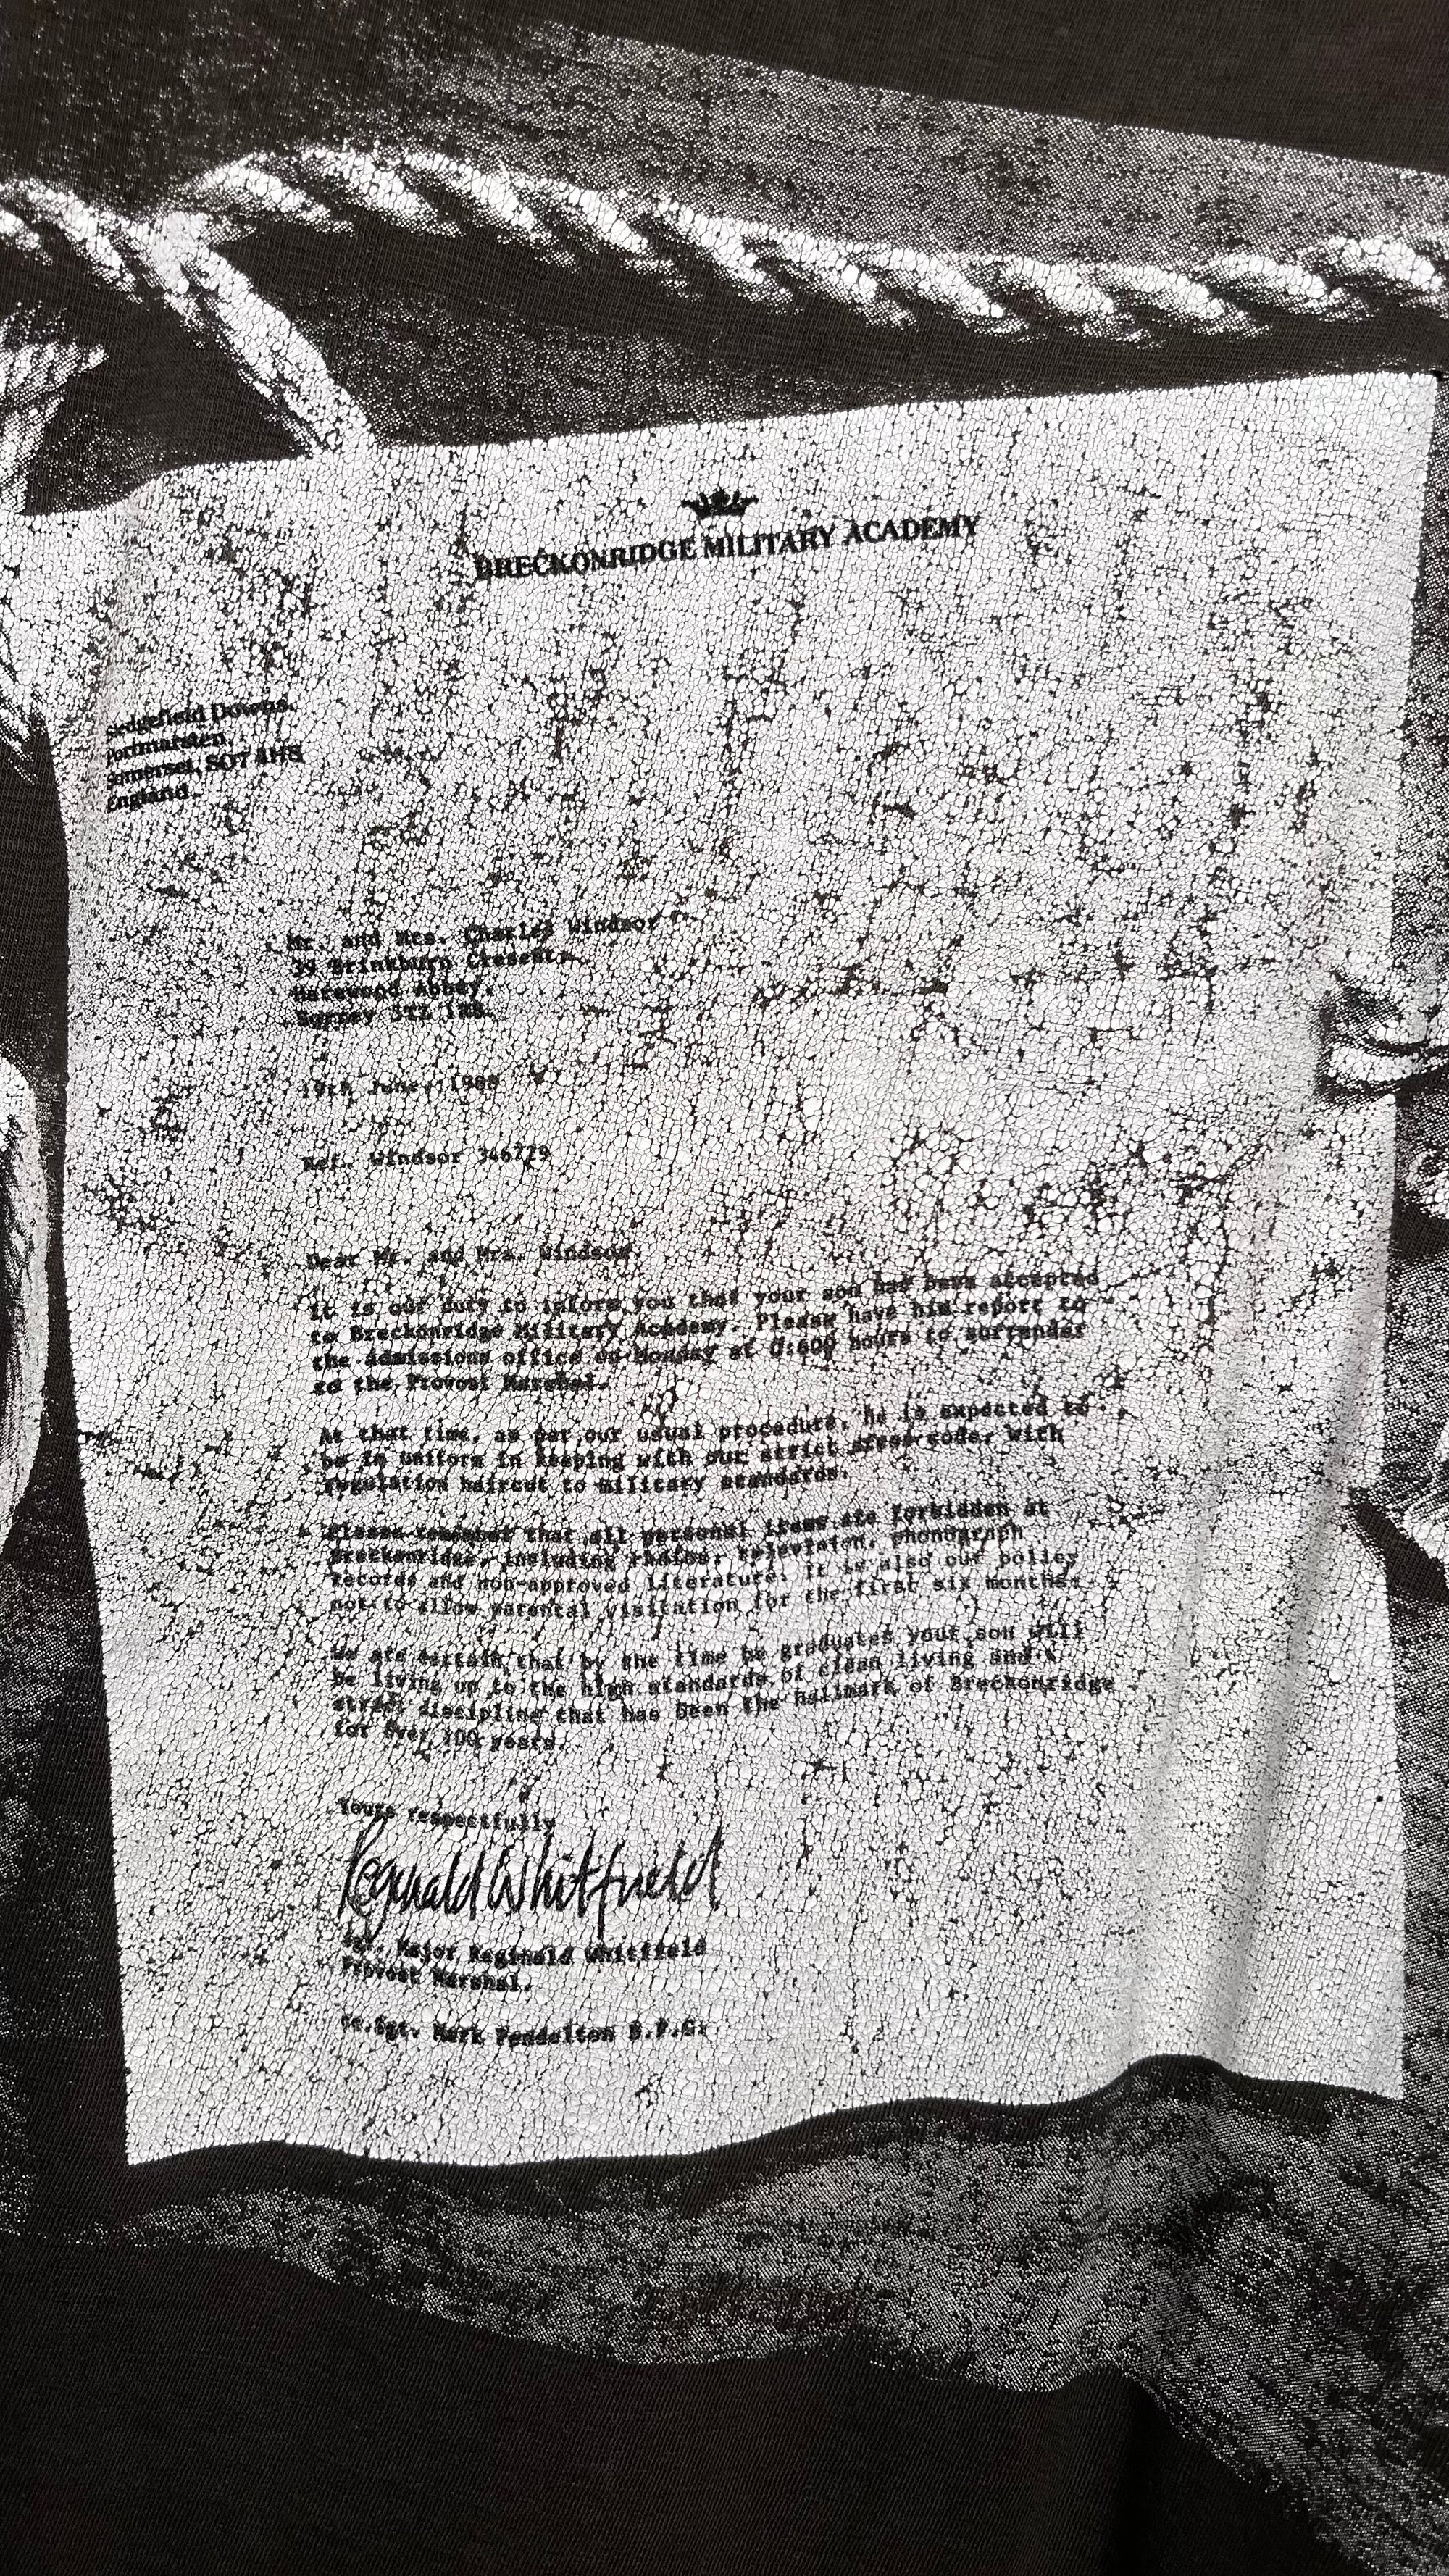 BRECKONRIDGE MILITARY ACADEMY
Sledgefield Downs.
Portmarsten,
Somerset, SO7 4HS
England.
Mr. and Mrs. Charles Windsor
39 Brinkburn Cresent,
Harewood Abbey,
Surrey 3TZ
19th June, 1988
Ref. Windsor 346729
Dear Mr. and Mrs. Windsor,
It is our duty to inform you that your son has been accepted
to Breckonridge Military Academy. Please have him report to
the admissions office on Monday at 0:600 hours to surrender
to the Provost Marshal.
At that time, as per our usual procedure, he is expected to
be in uniform in keeping with our strict dress code, with
regulation haircut to military standards.
Please remember that all personal items are forbidden at
Breckonridge, including radios, television, phonograph
records and non-approved literature. It is also our policy
not to allow parental visitation for the first six months.
We are certain that by the time he graduates your son will
be living up to the high standards of clean living and
strict discipline that has been the hallmark of Breckonridge
for over 100 years.
Yours respectfully
Reginald Whitfield
Sgt. Major Reginald Whitfield
Provost Marshal.
cc.Sgt. Mark Pendelton B.F.G.